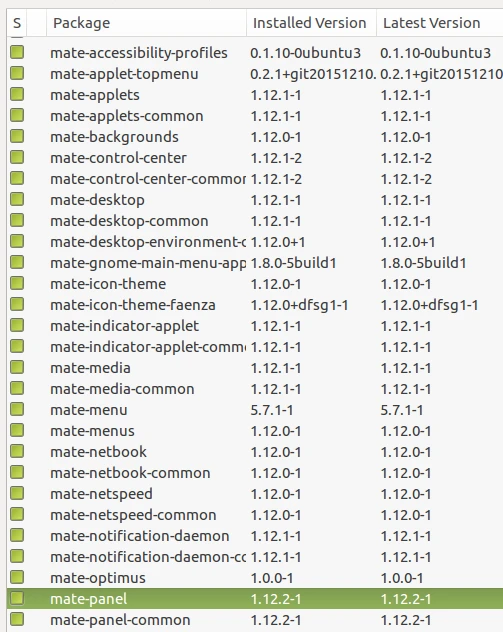 S Package Installed Version Latest Version
mate-accessibility-profiles 0.1.10-0ubuntu3 0.1.10-0ubuntu3
mate-applet-topmenu 0.2.1+git20151210. 0.2.1+git20151210
mate-applets 1.12.1-1 1.12.1-1
mate-applets-common 1.12.1-1 1.12.1-1
mate-backgrounds 1.12.0-1 1.12.0-1
mate-control-center 1.12.1-2 1.12.1-2
mate-control-center-common 1.12.1-2 1.12.1-2
mate-desktop 1.12.1-1 1.12.1-1
mate-desktop-common 1.12.1-1 1.12.1-1
mate-desktop-environment-c 1.12.0+1 1.12.0+1
mate-gnome-main-menu-app 1.8.0-5build1 1.8.0-5build1
mate-icon-theme 1.12.0-1 1.12.0-1
mate-icon-theme-faenza 1.12.0+dfsg1-1 1.12.0+dfsg1-1
mate-indicator-applet 1.12.1-1 1.12.1-1
mate-indicator-applet-comm 1.12.1-1 1.12.1-1
mate-media 1.12.1-1 1.12.1-1
mate-media-common 1.12.1-1 1.12.1-1
mate-menu 5.7.1-1 5.7.1-1
mate-menus 1.12.0-1 1.12.0-1
mate-netbook 1.12.0-1 1.12.0-1
mate-netbook-common 1.12.0-1 1.12.0-1
mate-netspeed 1.12.0-1 1.12.0-1
mate-netspeed-common 1.12.0-1 1.12.0-1
mate-notification-daemon 1.12.1-1 1.12.1-1
mate-notification-daemon-cc 1.12.1-1 1.12.1-1
mate-optimus 1.0.0-1 1.0.0-1
mate-panel 1.12.2-1 1.12.2-1
mate-panel-common 1.12.2-1 1.12.2-1